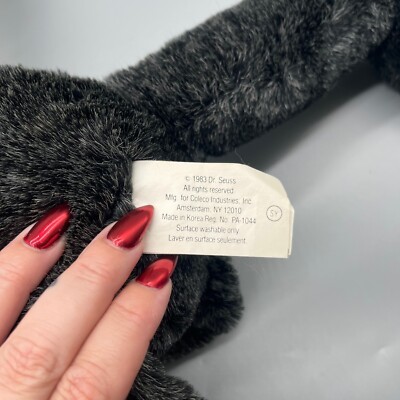 © 1983 Dr. Seuss
All rights reserved
Mfg. for Coleco Industries, Inc.
Amsterdam, NY 12010
Made in Korea Reg. No. PA-1044
Surface washable only
Laver en surface seulement